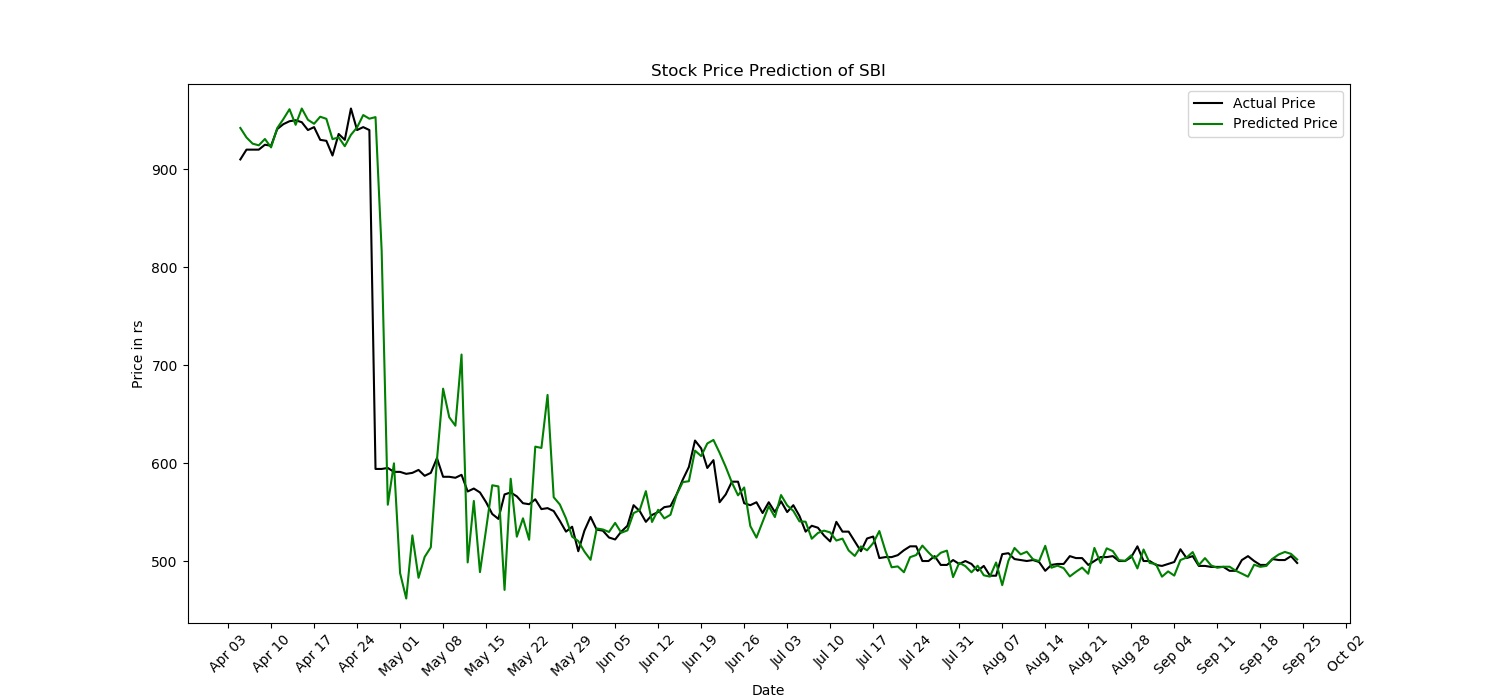 Stock Price Prediction of SBI
Actual Price
Predicted Price
Price in rs
900
800
700
600
500
Apr 03
Apr 10
Apr 17
Apr 24
May 01
May 08
May 15
May 22
May 29
Jun 05
Jun 12
Jun 19
Jun 26
Jul 03
Jul 10
Jul 17
Jul 24
Jul 31
Aug 07
Aug 14
Aug 21
Aug 28
Sep 04
Sep 11
Sep 18
Sep 25
Oct 02
Date